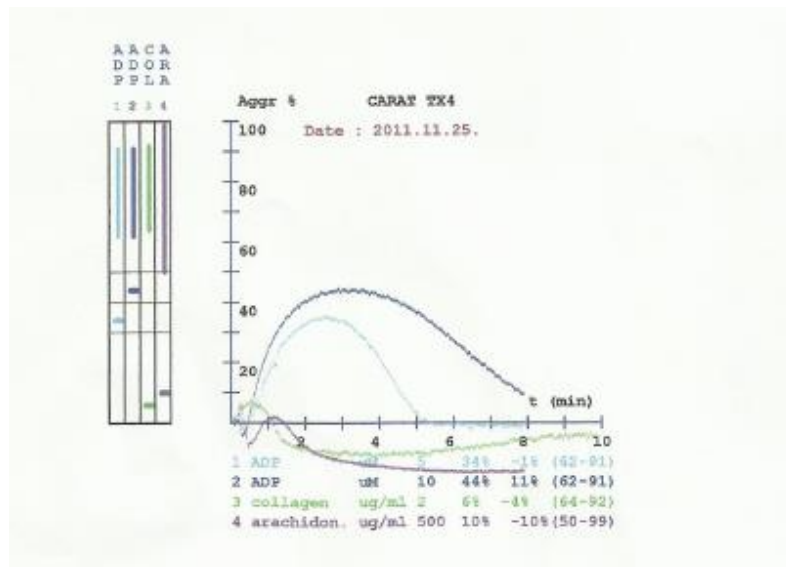 A A C A
D D O R
P P L A
1 2 3 4
Aggr %
CARAT TX4
Date : 2011.11.25.
100
80
60
40
20
t (min)
2 4 6 8 10
1 ADP uM 5 34% -1% (62-91)
2 ADP uM 10 44% 11% (62-91)
3 collagen ug/ml 2 6% -4% (64-92)
4 arachidon. ug/ml 500 10% -10% (50-99)